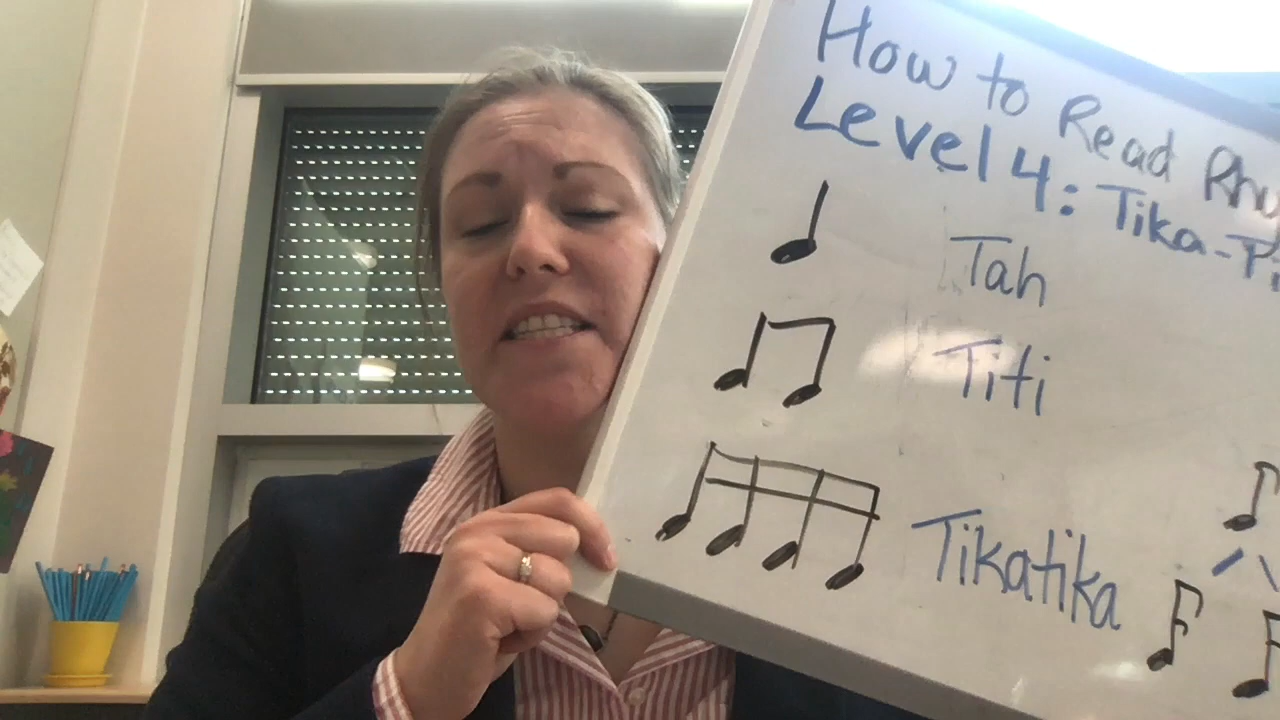 How to Read
Level 4: Tika-
Tah
Titi
Tikatika